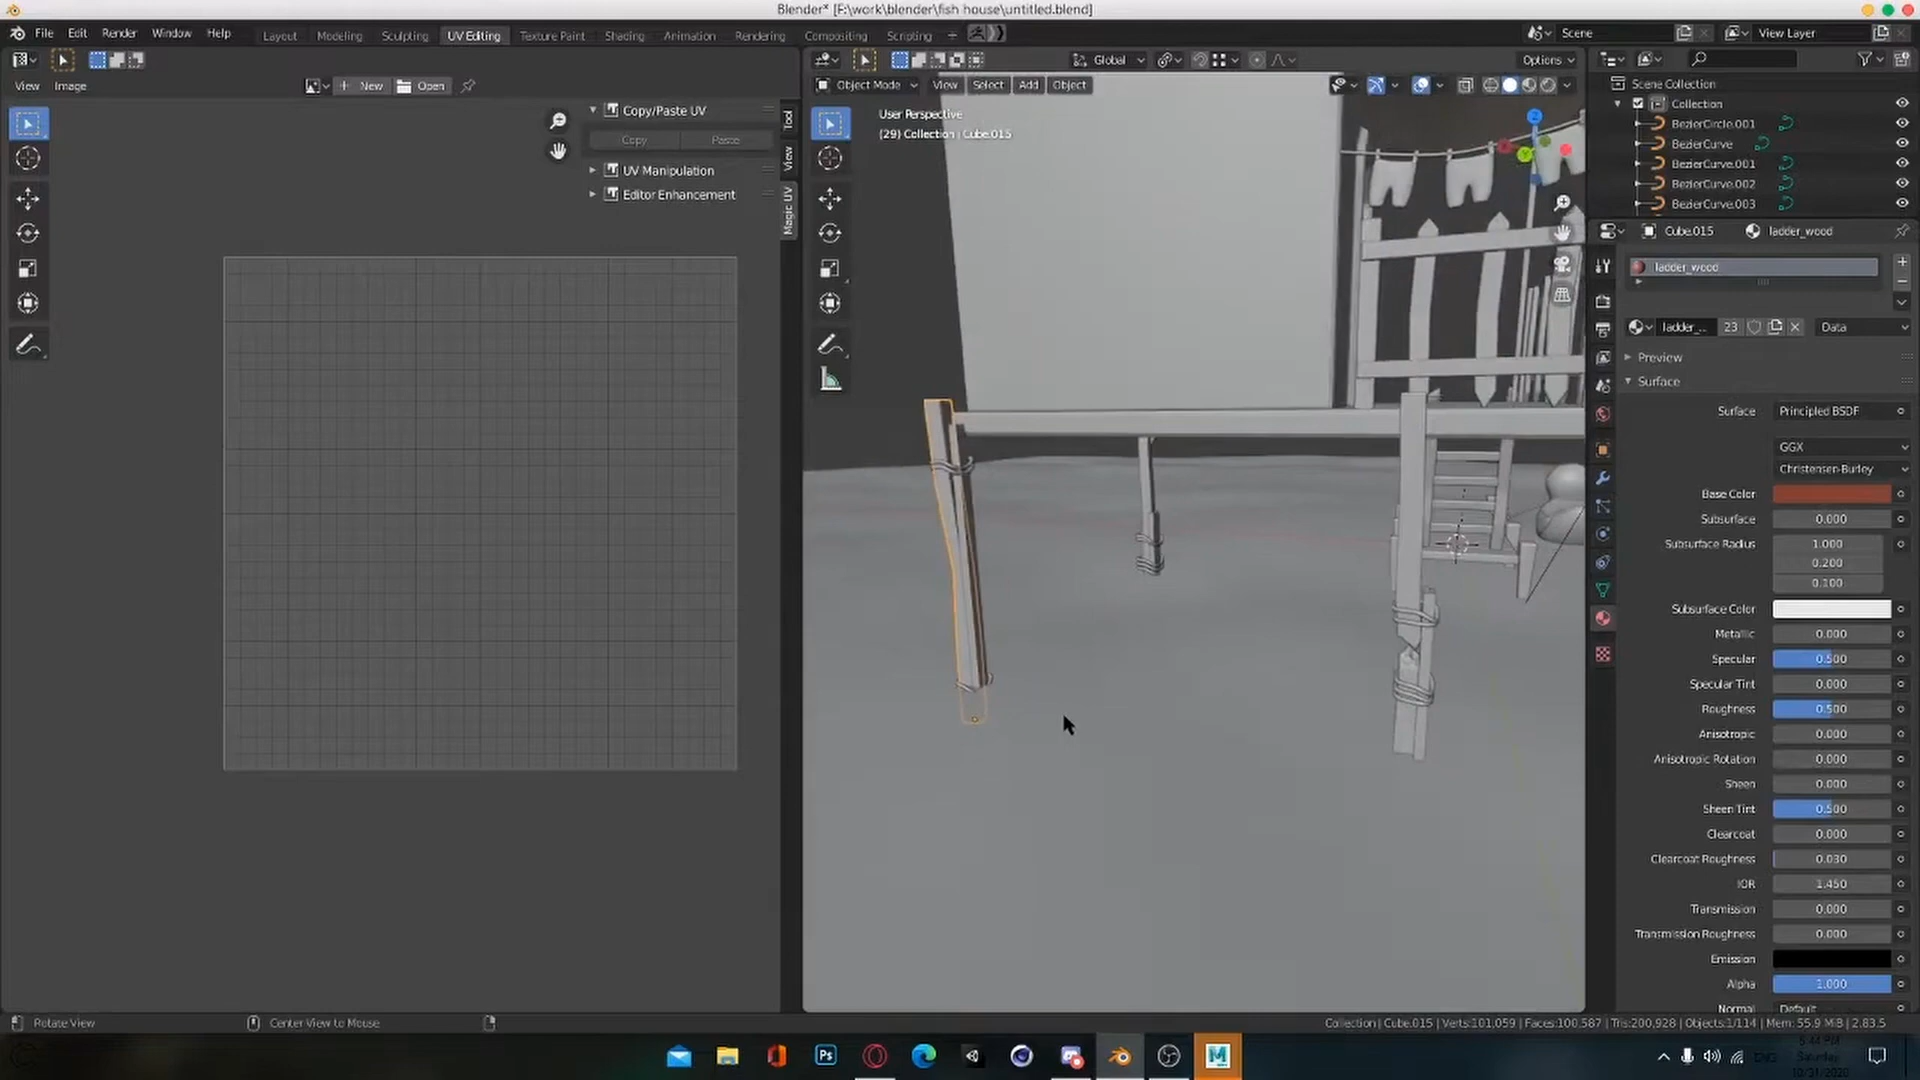 Blender* [F:\work\blender\fish house\untitled.blend]
File Edit Render Window Help Layout Modeling Sculpting UV Editing Texture Paint Shading Animation Rendering Compositing Scripting + Scene View Layer
Global Options
View Image New Open Object Mode View Select Add Object
Scene Collection
Collection
BezierCircle.001
BezierCurve
BezierCurve.001
BezierCurve.002
BezierCurve.003
Copy/Paste UV
Copy Paste
UV Manipulation
Editor Enhancement
Tool
View
Magic UV
User Perspective
(29) Collection | Cube.015
Z
Y
Cube.015 ladder_wood
ladder_wood
ladder_... 23 Data
Preview
Surface
Surface Principled BSDF
GGX
Christensen-Burley
Base Color
Subsurface 0.000
Subsurface Radius 1.000
0.200
0.100
Subsurface Color
Metallic 0.000
Specular 0.500
Specular Tint 0.000
Roughness 0.500
Anisotropic 0.000
Anisotropic Rotation 0.000
Sheen 0.000
Sheen Tint 0.500
Clearcoat 0.000
Clearcoat Roughness 0.030
IOR 1.450
Transmission 0.000
Transmission Roughness 0.000
Emission
Alpha 1.000
Normal Default
Rotate View Center View to Mouse Collection | Cube.015 | Verts:101,059 | Faces:100,587 | Tris:200,928 | Objects:1/114 | Mem: 55.9 MiB | 2.83.5
Ps
M
ENG
Saturday
10/31/2020